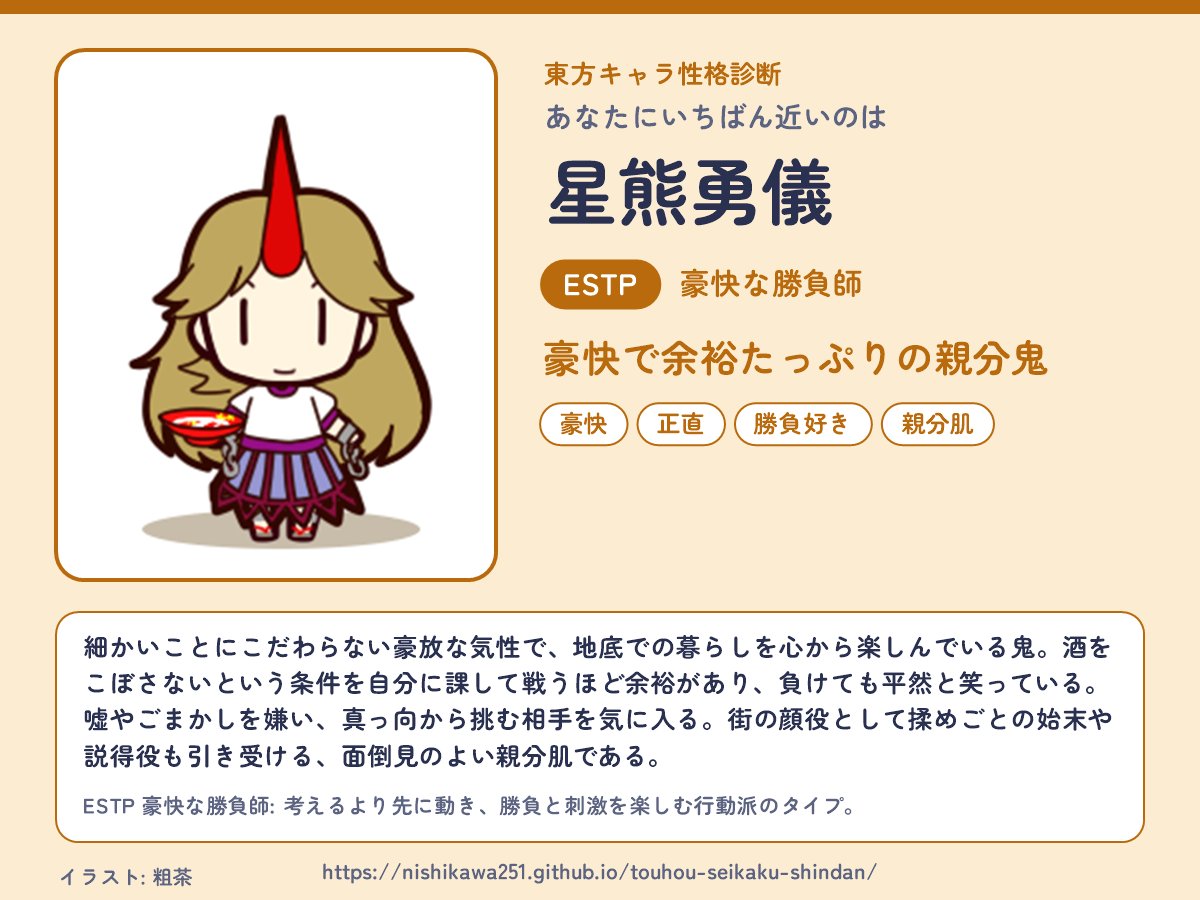 東方キャラ性格診断
あなたにいちばん近いのは
星熊勇儀
ESTP 豪快な勝負師
豪快で余裕たっぷりの親分鬼
豪快 正直 勝負好き 親分肌
細かいことにこだわらない豪放な気性で、地底での暮らしを心から楽しんでいる鬼。酒を
こぼさないという条件を自分に課して戦うほど余裕があり、負けても平然と笑っている。
嘘やごまかしを嫌い、真っ向から挑む相手を気に入る。街の顔役として揉めごとの始末や
説得役も引き受ける、面倒見のよい親分肌である。
ESTP 豪快な勝負師: 考えるより先に動き、勝負と刺激を楽しむ行動派のタイプ。
イラスト: 粗茶 https://nishikawa251.github.io/touhou-seikaku-shindan/